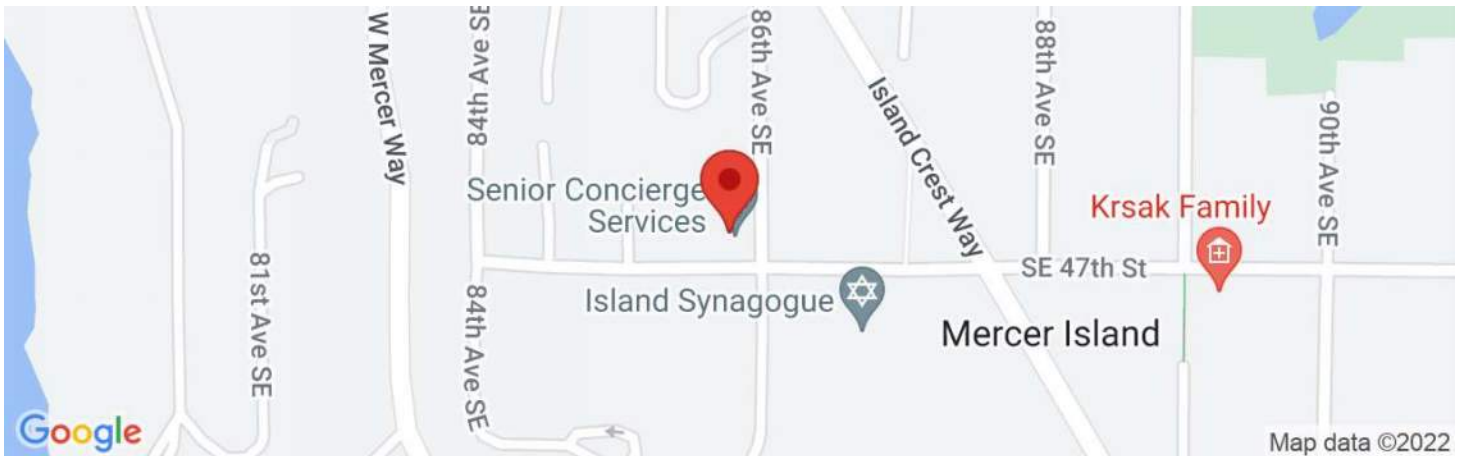 W Mercer Way
84th Ave SE
86th Ave SE
Island Crest Way
88th Ave SE
90th Ave SE
Senior Concierge
Services
Krsak Family
81st Ave SE
84th Ave SE
SE 47th St
Island Synagogue
Mercer Island
Google
Map data ©2022